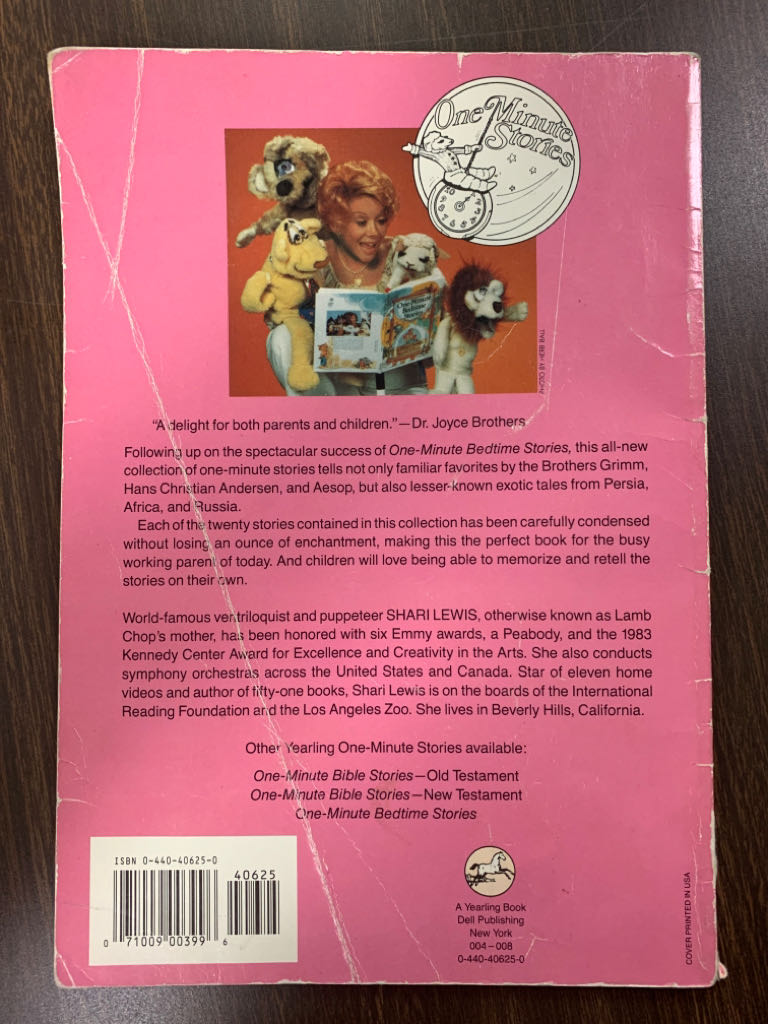 One Minute
Stories
One-Minute
Bedtime
Stories
PHOTO BY HERB BALL
"A delight for both parents and children."—Dr. Joyce Brothers
Following up on the spectacular success of One-Minute Bedtime Stories, this all-new
collection of one-minute stories tells not only familiar favorites by the Brothers Grimm,
Hans Christian Andersen, and Aesop, but also lesser-known exotic tales from Persia,
Africa, and Russia.
Each of the twenty stories contained in this collection has been carefully condensed
without losing an ounce of enchantment, making this the perfect book for the busy
working parent of today. And children will love being able to memorize and retell the
stories on their own.
World-famous ventriloquist and puppeteer SHARI LEWIS, otherwise known as Lamb
Chop's mother, has been honored with six Emmy awards, a Peabody, and the 1983
Kennedy Center Award for Excellence and Creativity in the Arts. She also conducts
symphony orchestras across the United States and Canada. Star of eleven home
videos and author of fifty-one books, Shari Lewis is on the boards of the International
Reading Foundation and the Los Angeles Zoo. She lives in Beverly Hills, California.
Other Yearling One-Minute Stories available:
One-Minute Bible Stories—Old Testament
One-Minute Bible Stories—New Testament
One-Minute Bedtime Stories
ISBN 0-440-40625-0
40625
0 71009 00399 6
A Yearling Book
Dell Publishing
New York
004–008
0-440-40625-0
COVER PRINTED IN USA